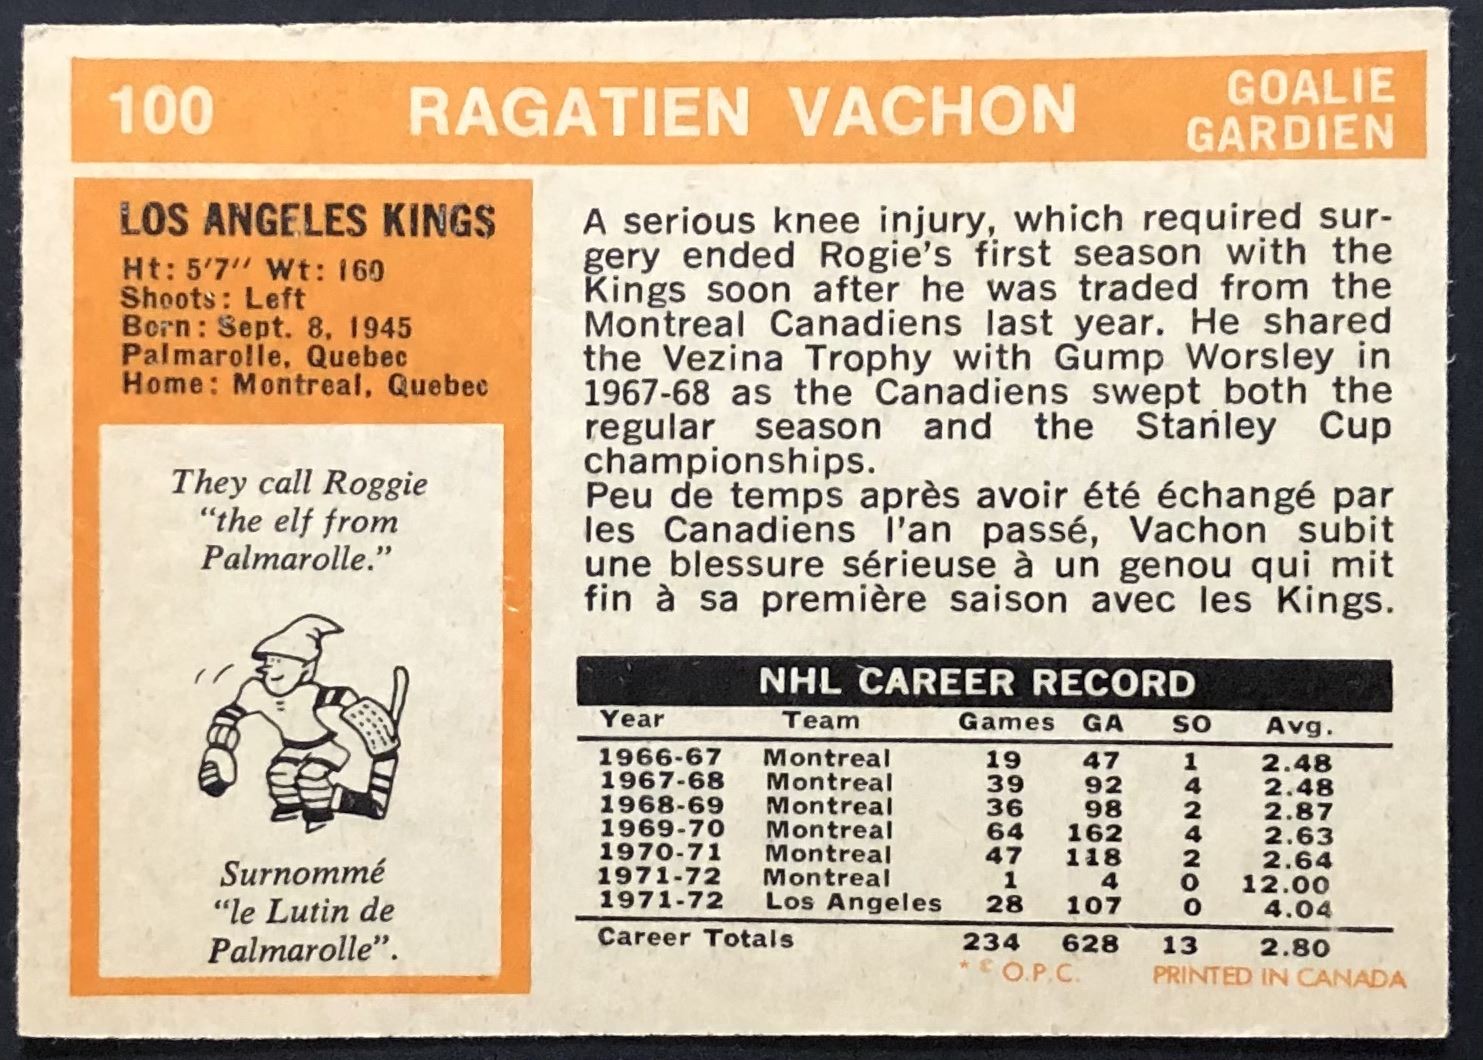 100 RAGATIEN VACHON GOALIE
GARDIEN
LOS ANGELES KINGS
Ht: 5'7'' Wt: 160
Shoots: Left
Born: Sept. 8, 1945
Palmarolle, Quebec
Home: Montreal, Quebec
They call Roggie
“the elf from
Palmarolle.”
Surnommé
“le Lutin de
Palmarolle”.
A serious knee injury, which required sur-
gery ended Rogie's first season with the
Kings soon after he was traded from the
Montreal Canadiens last year. He shared
the Vezina Trophy with Gump Worsley in
1967-68 as the Canadiens swept both the
regular season and the Stanley Cup
championships.
Peu de temps après avoir été échangé par
les Canadiens l'an passé, Vachon subit
une blessure sérieuse à un genou qui mit
fin à sa première saison avec les Kings.
NHL CAREER RECORD
Year Team Games GA SO Avg.
1966-67 Montreal 19 47 1 2.48
1967-68 Montreal 39 92 4 2.48
1968-69 Montreal 36 98 2 2.87
1969-70 Montreal 64 162 4 2.63
1970-71 Montreal 47 118 2 2.64
1971-72 Montreal 1 4 0 12.00
1971-72 Los Angeles 28 107 0 4.04
Career Totals 234 628 13 2.80
* © O.P.C. PRINTED IN CANADA